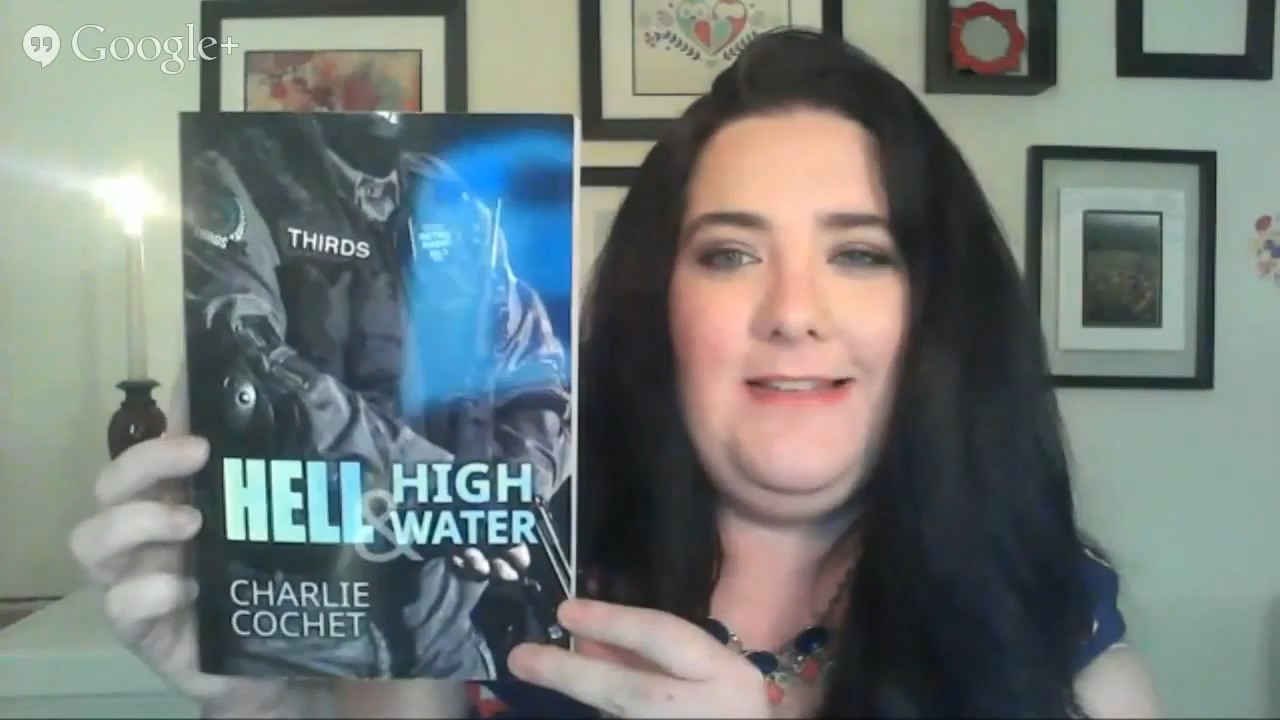 Google+
THIRDS
HELL & HIGH
WATER
CHARLIE
COCHET